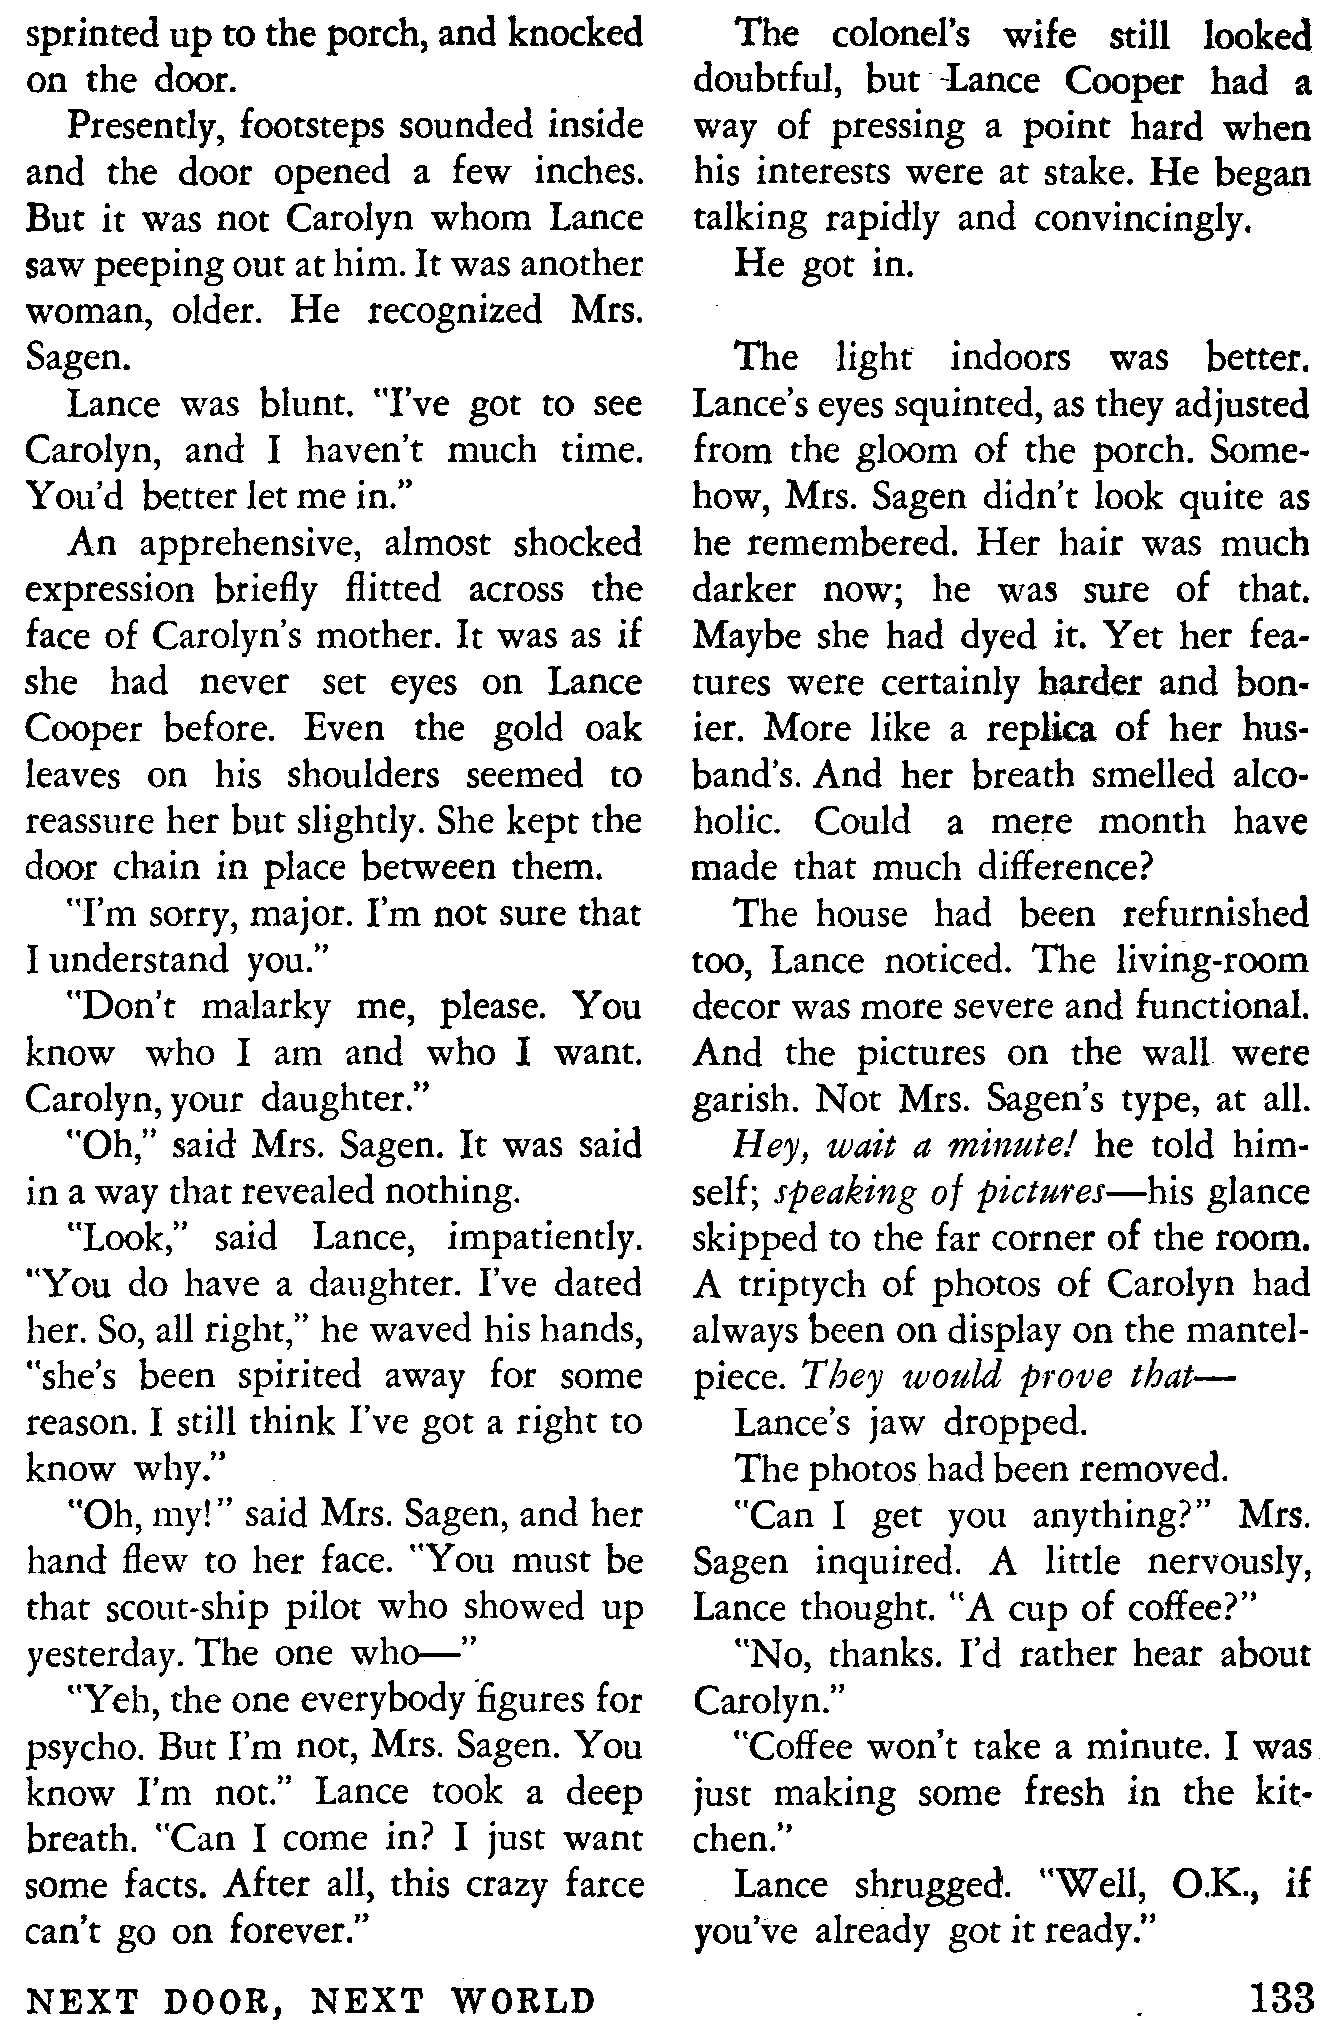 sprinted up to the porch, and knocked
on the door.
Presently, footsteps sounded inside
and the door opened a few inches.
But it was not Carolyn whom Lance
saw peeping out at him. It was another
woman, older. He recognized Mrs.
Sagen.
Lance was blunt. "I've got to see
Carolyn, and I haven't much time.
You'd better let me in."
An apprehensive, almost shocked
expression briefly flitted across the
face of Carolyn's mother. It was as if
she had never set eyes on Lance
Cooper before. Even the gold oak
leaves on his shoulders seemed to
reassure her but slightly. She kept the
door chain in place between them.
"I'm sorry, major. I'm not sure that
I understand you."
"Don't malarky me, please. You
know who I am and who I want.
Carolyn, your daughter."
"Oh," said Mrs. Sagen. It was said
in a way that revealed nothing.
"Look," said Lance, impatiently.
"You do have a daughter. I've dated
her. So, all right," he waved his hands,
"she's been spirited away for some
reason. I still think I've got a right to
know why."
"Oh, my!" said Mrs. Sagen, and her
hand flew to her face. "You must be
that scout-ship pilot who showed up
yesterday. The one who—"
"Yeh, the one everybody figures for
psycho. But I'm not, Mrs. Sagen. You
know I'm not." Lance took a deep
breath. "Can I come in? I just want
some facts. After all, this crazy farce
can't go on forever."
The colonel's wife still looked
doubtful, but Lance Cooper had a
way of pressing a point hard when
his interests were at stake. He began
talking rapidly and convincingly.
He got in.
The light indoors was better.
Lance's eyes squinted, as they adjusted
from the gloom of the porch. Some-
how, Mrs. Sagen didn't look quite as
he remembered. Her hair was much
darker now; he was sure of that.
Maybe she had dyed it. Yet her fea-
tures were certainly harder and bon-
ier. More like a replica of her hus-
band's. And her breath smelled alco-
holic. Could a mere month have
made that much difference?
The house had been refurnished
too, Lance noticed. The living-room
decor was more severe and functional.
And the pictures on the wall were
garish. Not Mrs. Sagen's type, at all.
Hey, wait a minute! he told him-
self; speaking of pictures—his glance
skipped to the far corner of the room.
A triptych of photos of Carolyn had
always been on display on the mantel-
piece. They would prove that—
Lance's jaw dropped.
The photos had been removed.
"Can I get you anything?" Mrs.
Sagen inquired. A little nervously,
Lance thought. "A cup of coffee?"
"No, thanks. I'd rather hear about
Carolyn."
"Coffee won't take a minute. I was
just making some fresh in the kit-
chen."
Lance shrugged. "Well, O.K., if
you've already got it ready."
NEXT DOOR, NEXT WORLD
133